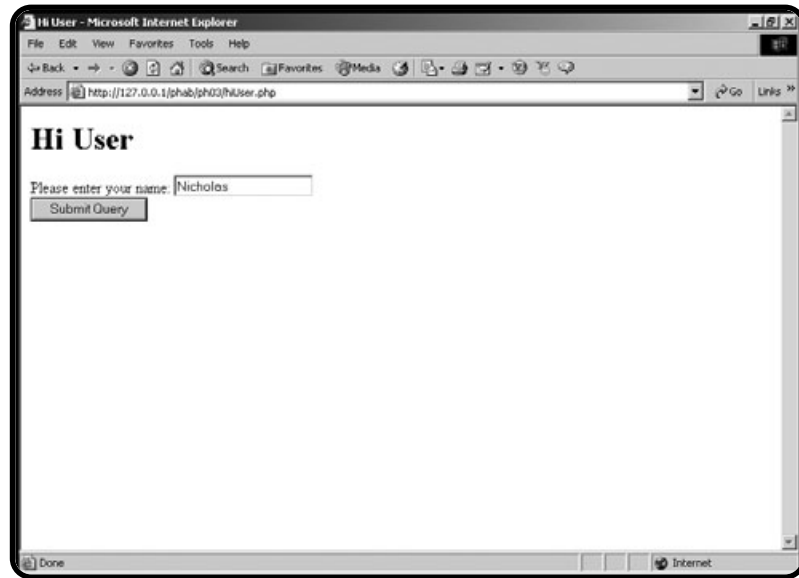 Hi User - Microsoft Internet Explorer
File Edit View Favorites Tools Help
Back Search Favorites Media
Address http://127.0.0.1/phab/ph03/hiUser.php Go Links »
Hi User
Please enter your name: Nicholas
Submit Query
Done Internet